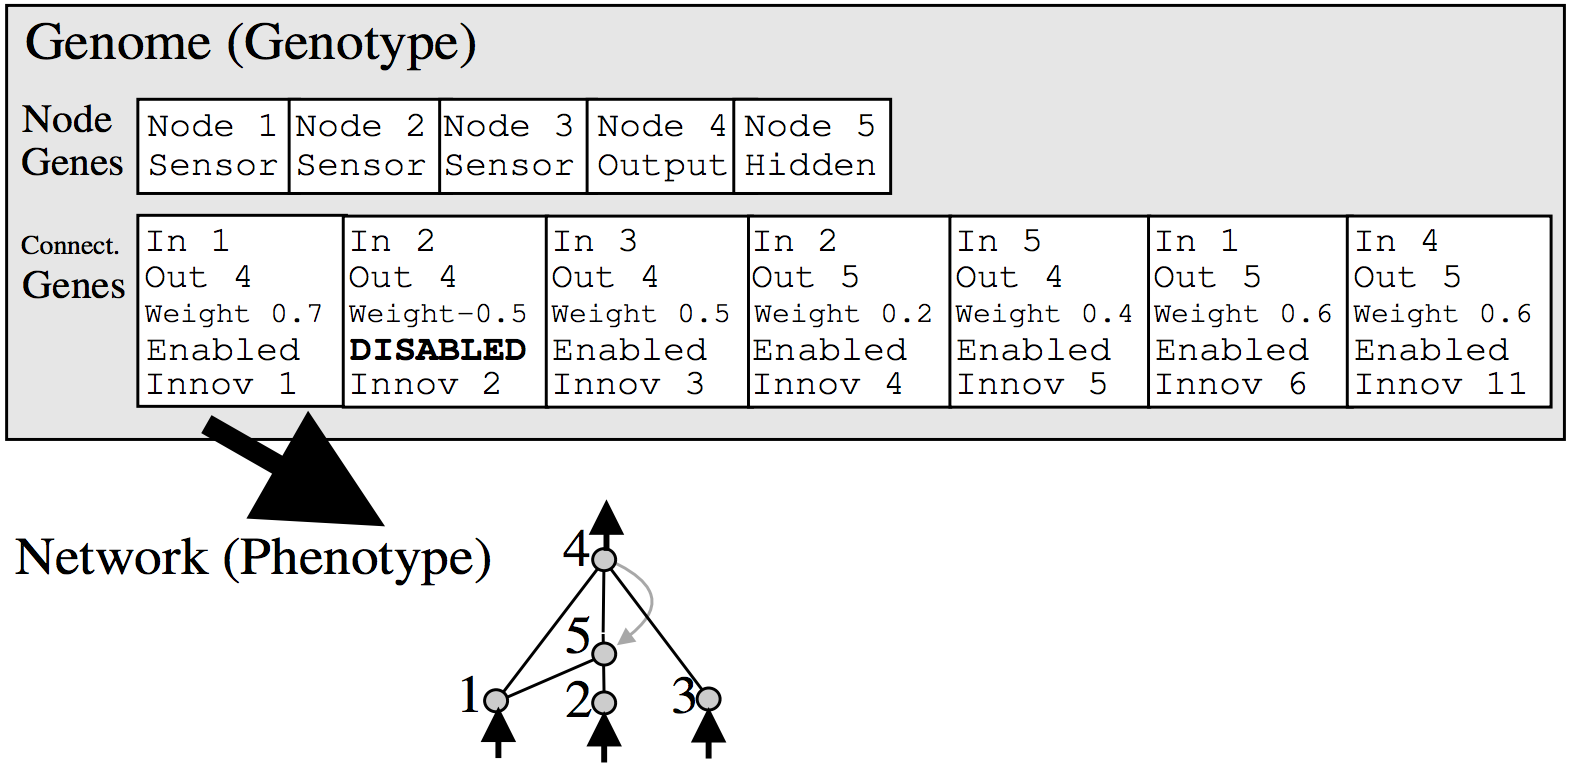 Genome (Genotype)
Node Genes
Node 1 Node 2 Node 3 Node 4 Node 5
Sensor Sensor Sensor Output Hidden
Connect. Genes
In 1 In 2 In 3 In 2 In 5 In 1 In 4
Out 4 Out 4 Out 4 Out 5 Out 4 Out 5 Out 5
Weight 0.7 Weight-0.5 Weight 0.5 Weight 0.2 Weight 0.4 Weight 0.6 Weight 0.6
Enabled DISABLED Enabled Enabled Enabled Enabled Enabled
Innov 1 Innov 2 Innov 3 Innov 4 Innov 5 Innov 6 Innov 11
Network (Phenotype)
4
5
1 2 3